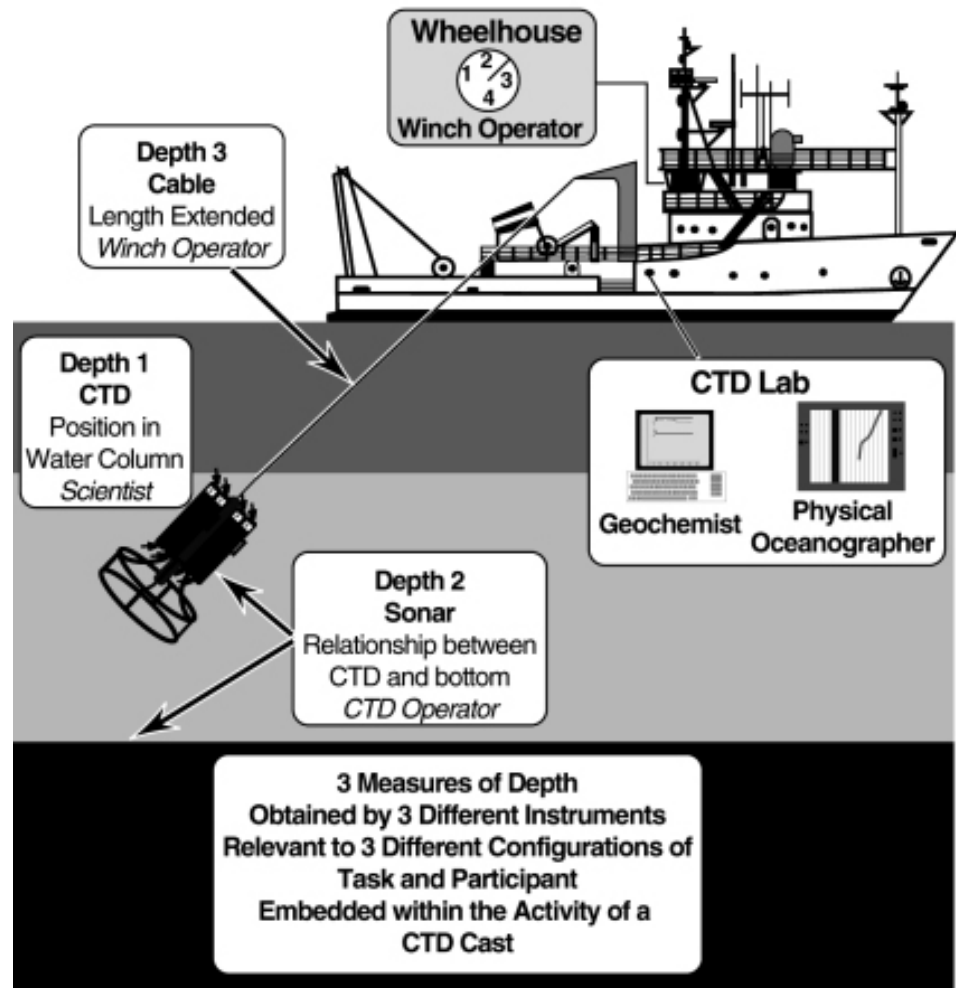 Wheelhouse
1 2 3 4
Winch Operator
Depth 3
Cable
Length Extended
Winch Operator
Depth 1
CTD
Position in
Water Column
Scientist
CTD Lab
Geochemist
Physical
Oceanographer
Depth 2
Sonar
Relationship between
CTD and bottom
CTD Operator
3 Measures of Depth
Obtained by 3 Different Instruments
Relevant to 3 Different Configurations of
Task and Participant
Embedded within the Activity of a
CTD Cast